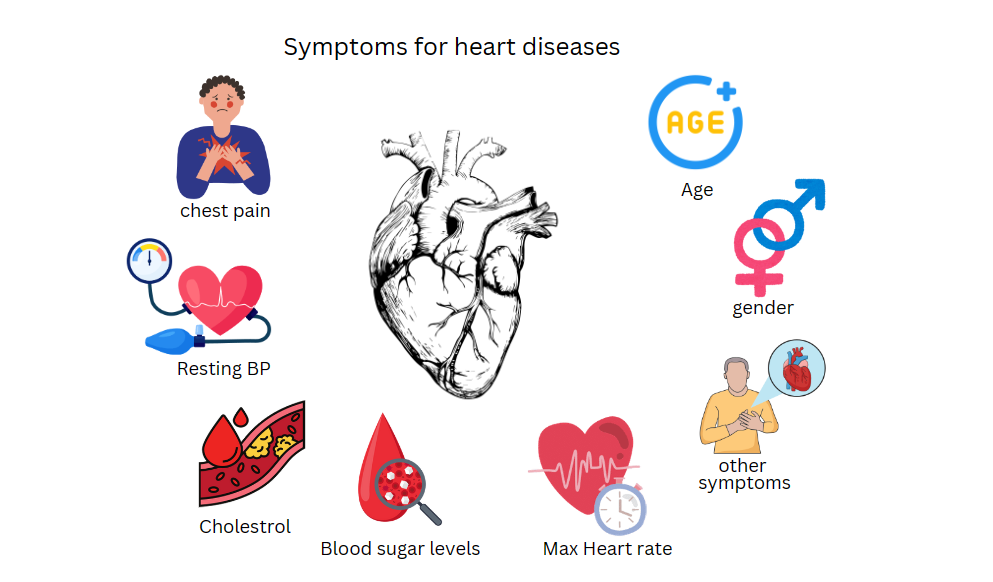 Symptoms for heart diseases
AGE
Age
chest pain
gender
Resting BP
other
symptoms
Cholestrol
Blood sugar levels
Max Heart rate